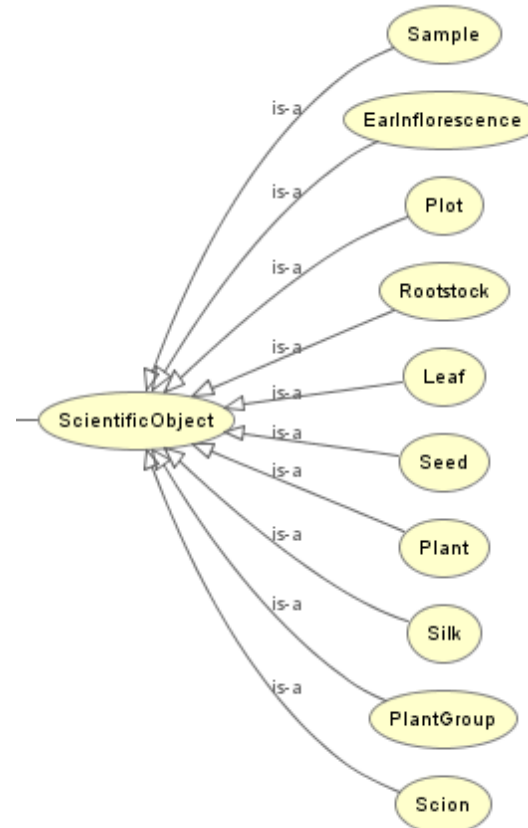 Sample
is-a
EarInflorescence
is-a
Plot
is-a
Rootstock
is-a
Leaf
is-a
ScientificObject
is-a
Seed
is-a
Plant
is-a
Silk
is-a
PlantGroup
is-a
Scion